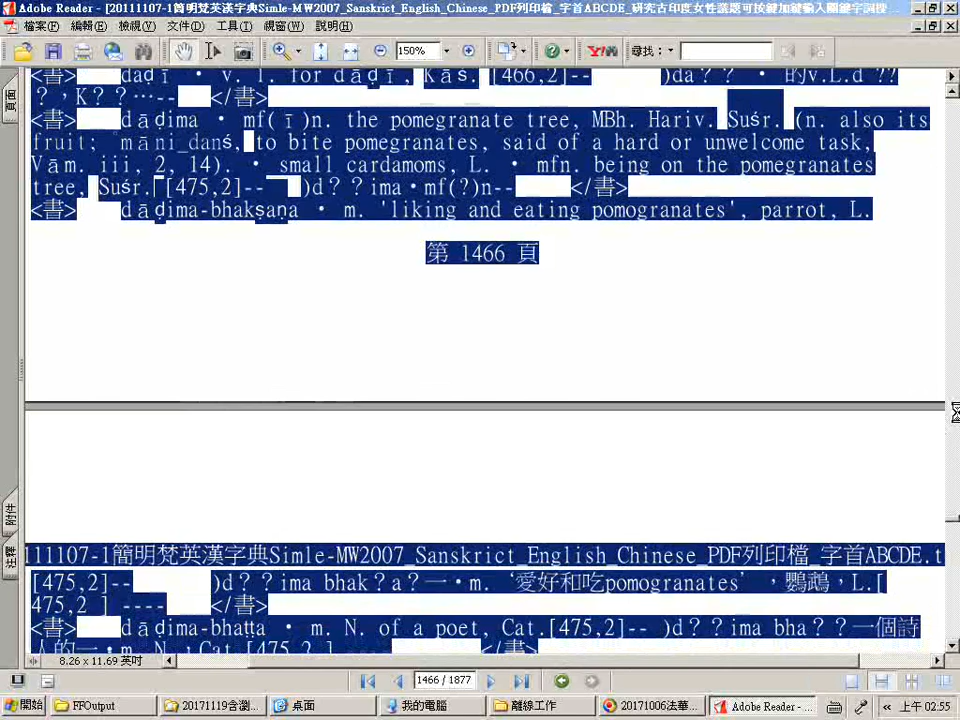 Adobe Reader - [20111107-1簡明梵英漢字典Simle-MW2007_Sanskrict_English_Chinese_PDF列印檔_字首ABCDE_研究古印度女性議題可按鍵加鍵輸入關鍵字詞搜
檔案(F) 編輯(E) 檢視(V) 文件(D) 工具(T) 視窗(W) 說明(H)
150% Y! 尋找：
頁面
<書> daḍī • v. l. for dāḍī, Kāś. [466,2]-- )da？？ • 的v.L.d ??
？，K？？…-- </書>
<書> dāḍima • mf(ī)n. the pomegranate tree, MBh. Hariv. Suśr. (n. also its
fruit; māni_danś, to bite pomegranates, said of a hard or unwelcome task,
Vām. iii, 2, 14). • small cardamoms, L. • mfn. being on the pomegranates
tree, Suśr. [475,2]-- )d？？ima•mf(?)n-- </書>
<書> dāḍima-bhakṣaṇa • m. 'liking and eating pomogranates', parrot, L.
第 1466 頁
附件
注釋
111107-1簡明梵英漢字典Simle-MW2007_Sanskrict_English_Chinese_PDF列印檔_字首ABCDE.t
[475,2]-- )d？？ima bhak？a？一•m.‘愛好和吃pomogranates’，鸚鵡，L.[
475,2 ] ---- </書>
<書> dāḍima-bhaṭṭa • m. N. of a poet, Cat.[475,2]-- )d？？ima bha？？一個詩
人的一•m. N.，Cat.[475,2 ] </書>
8.26 x 11.69 英吋
1466 / 1877
開始 FFOutput 20171119含瀏... 桌面 我的電腦 離線工作 20171006法華... Adobe Reader - [... « 上午 02:55